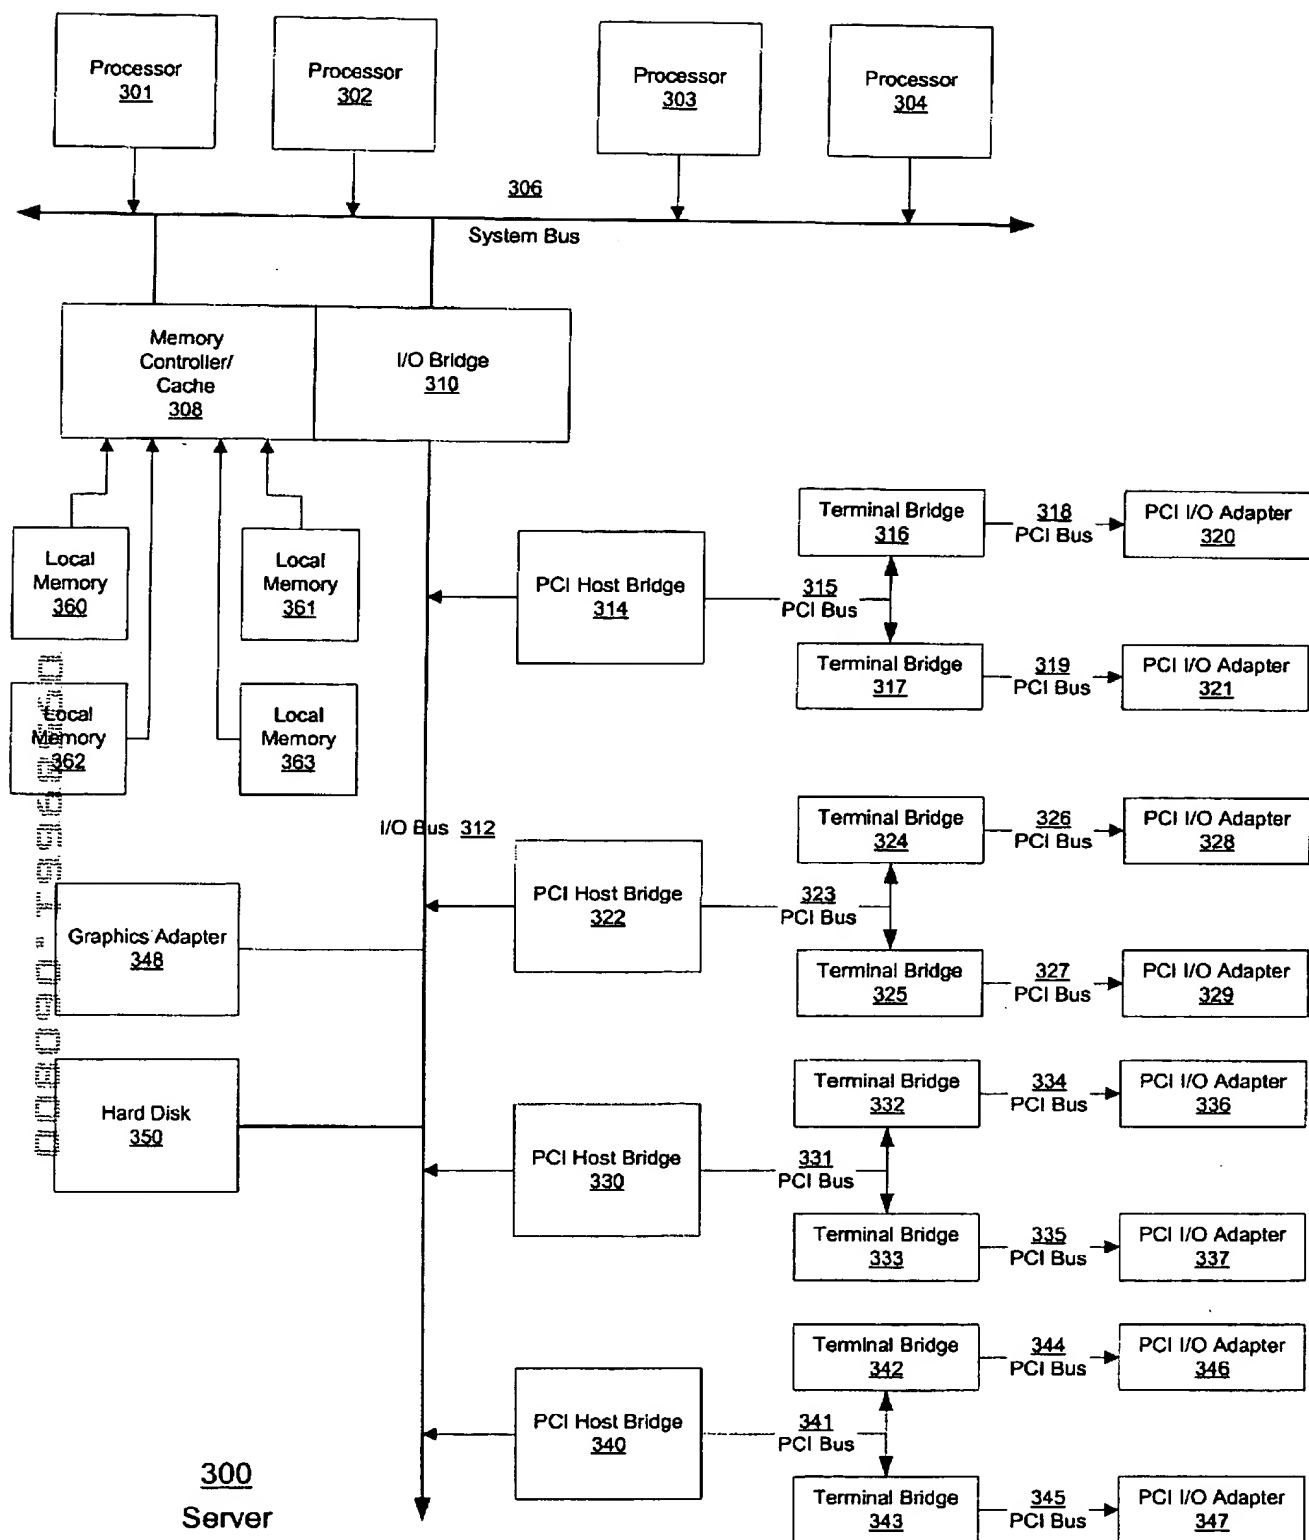 Processor
301
Processor
302
Processor
303
Processor
304
306
System Bus
Memory
Controller/
Cache
308
I/O Bridge
310
Local
Memory
360
Local
Memory
361
Local
Memory
362
Local
Memory
363
I/O Bus 312
Graphics Adapter
348
Hard Disk
350
PCI Host Bridge
314
315
PCI Bus
Terminal Bridge
316
318
PCI Bus
PCI I/O Adapter
320
Terminal Bridge
317
319
PCI Bus
PCI I/O Adapter
321
PCI Host Bridge
322
323
PCI Bus
Terminal Bridge
324
326
PCI Bus
PCI I/O Adapter
328
Terminal Bridge
325
327
PCI Bus
PCI I/O Adapter
329
PCI Host Bridge
330
331
PCI Bus
Terminal Bridge
332
334
PCI Bus
PCI I/O Adapter
336
Terminal Bridge
333
335
PCI Bus
PCI I/O Adapter
337
PCI Host Bridge
340
341
PCI Bus
Terminal Bridge
342
344
PCI Bus
PCI I/O Adapter
346
Terminal Bridge
343
345
PCI Bus
PCI I/O Adapter
347
300
Server